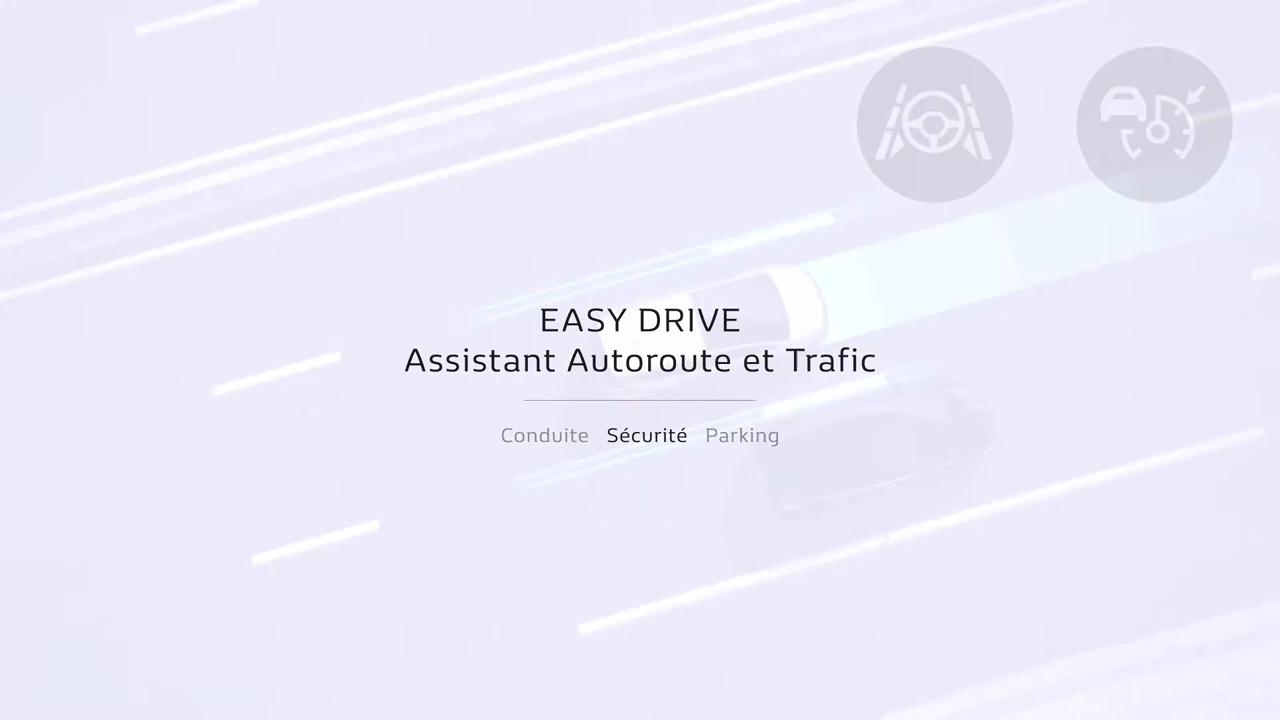 EASY DRIVE
Assistant Autoroute et Trafic
Conduite Sécurité Parking